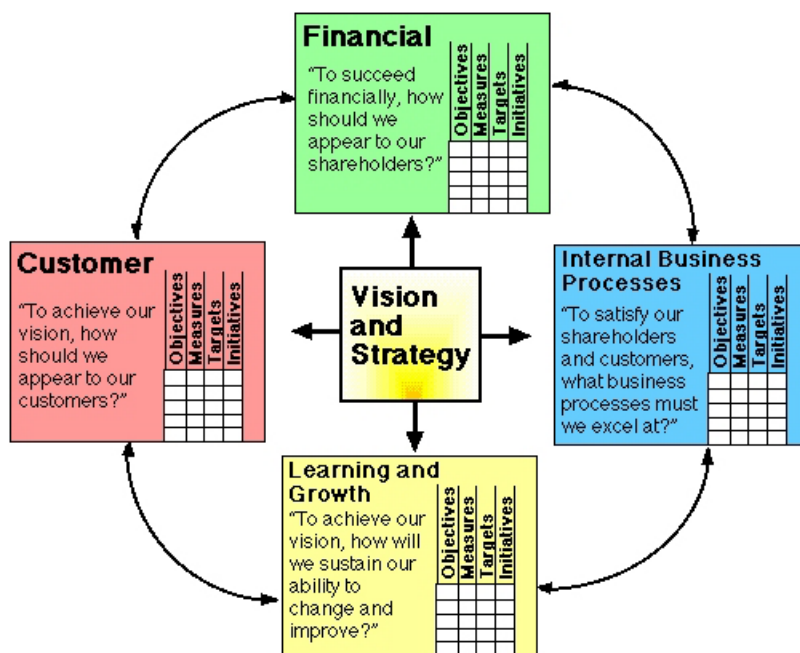 Financial
“To succeed
financially, how
should we
appear to our
shareholders?”
Objectives
Measures
Targets
Initiatives
Customer
“To achieve our
vision, how
should we
appear to our
customers?”
Objectives
Measures
Targets
Initiatives
Vision
and
Strategy
Internal Business
Processes
“To satisfy our
shareholders
and customers,
what business
processes must
we excel at?”
Objectives
Measures
Targets
Initiatives
Learning and
Growth
“To achieve our
vision, how will
we sustain our
ability to
change and
improve?”
Objectives
Measures
Targets
Initiatives